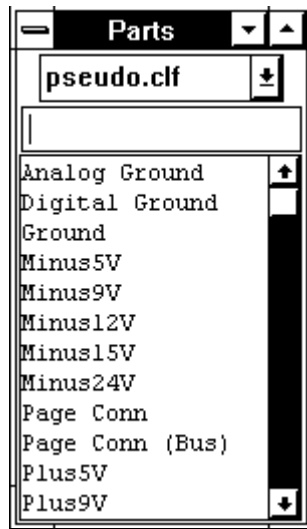 Parts
pseudo.clf
Analog Ground
Digital Ground
Ground
Minus5V
Minus9V
Minus12V
Minus15V
Minus24V
Page Conn
Page Conn (Bus)
Plus5V
Plus9V